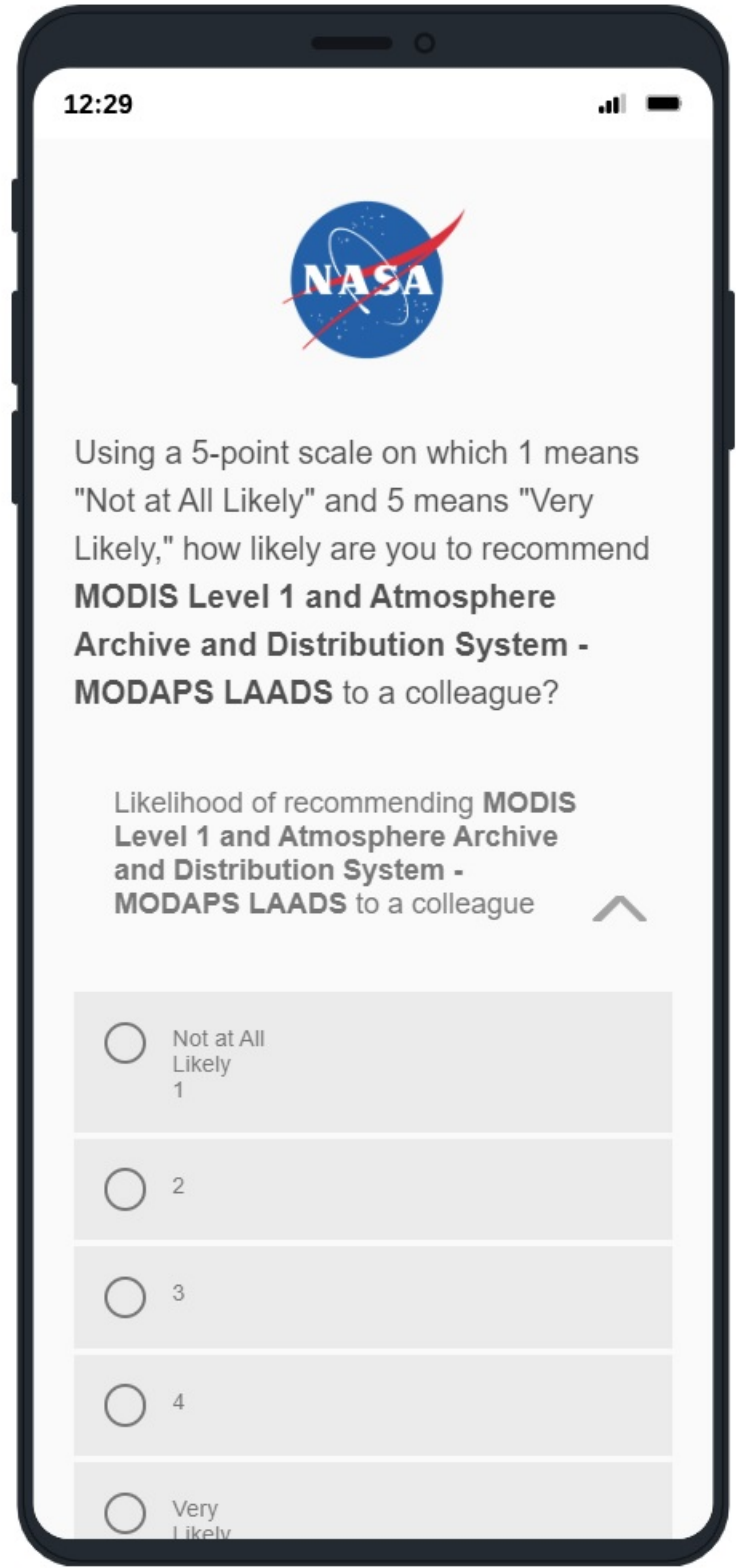 12:29
NASA
Using a 5-point scale on which 1 means
"Not at All Likely" and 5 means "Very
Likely," how likely are you to recommend
MODIS Level 1 and Atmosphere
Archive and Distribution System -
MODAPS LAADS to a colleague?
Likelihood of recommending MODIS
Level 1 and Atmosphere Archive
and Distribution System -
MODAPS LAADS to a colleague
Not at All
Likely
1
2
3
4
Very
Likely